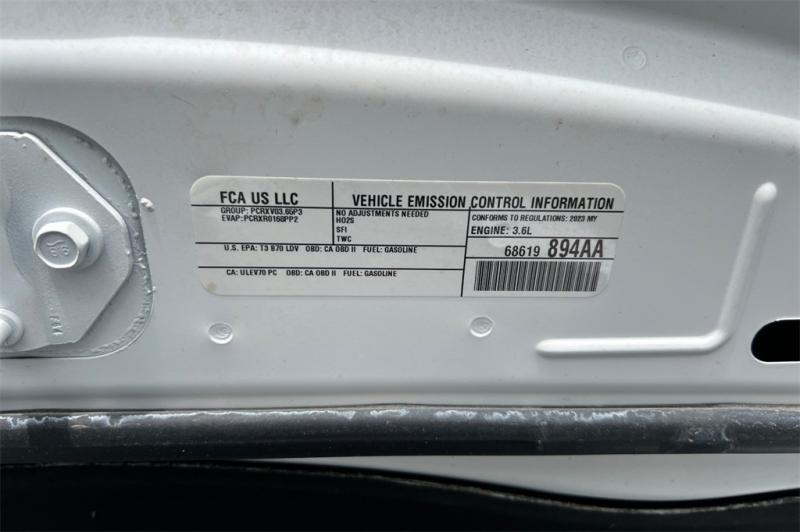 FCA US LLC
GROUP: PCRXV03.65P3
EVAP: PCRXR0168PP2
VEHICLE EMISSION CONTROL INFORMATION
NO ADJUSTMENTS NEEDED
HO2S
SFI
TWC
CONFORMS TO REGULATIONS: 2023 MY
ENGINE: 3.6L
U.S. EPA: T3 B70 LDV OBD: CA OBD II FUEL: GASOLINE
68619 894AA
CA: ULEV70 PC OBD: CA OBD II FUEL: GASOLINE